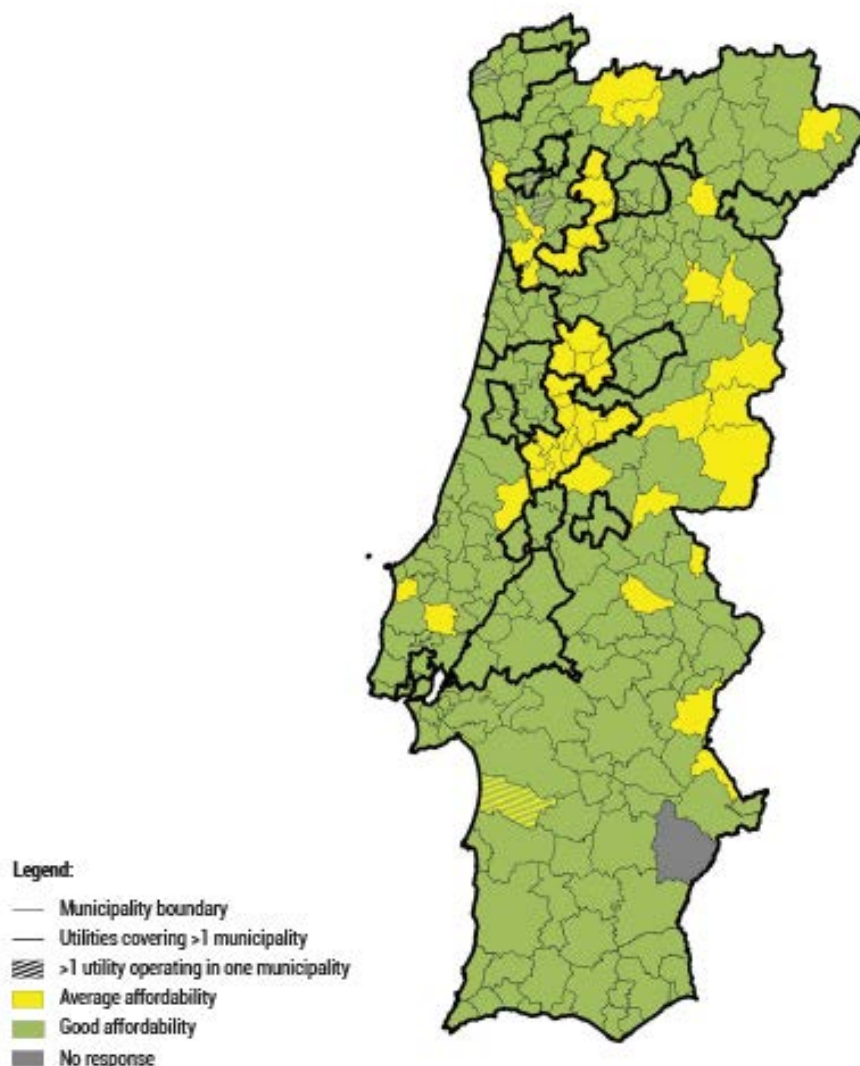 Legend:
Municipality boundary
Utilities covering >1 municipality
>1 utility operating in one municipality
Average affordability
Good affordability
No response